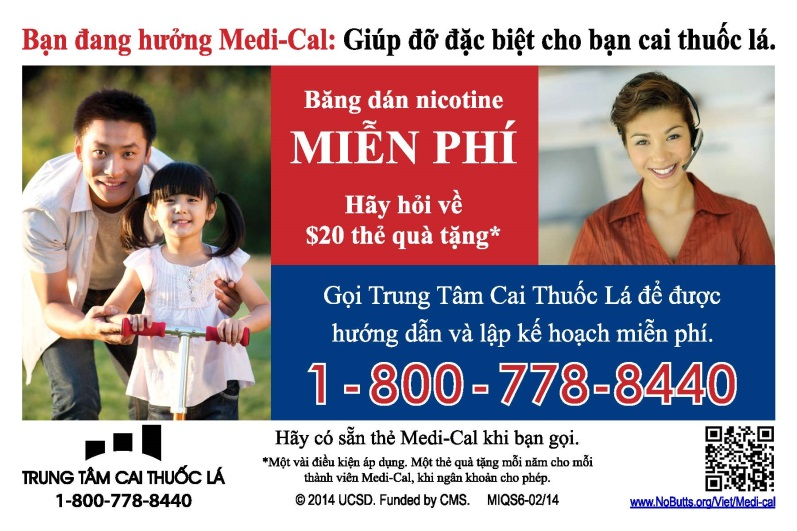 Bạn đang hưởng Medi-Cal: Giúp đỡ đặc biệt cho bạn cai thuốc lá.
Băng dán nicotine
MIỄN PHÍ
Hãy hỏi về
$20 thẻ quà tặng*
Gọi Trung Tâm Cai Thuốc Lá để được
hướng dẫn và lập kế hoạch miễn phí.
1-800-778-8440
TRUNG TÂM CAI THUỐC LÁ
1-800-778-8440
Hãy có sẵn thẻ Medi-Cal khi bạn gọi.
*Một vài điều kiện áp dụng. Một thẻ quà tặng mỗi năm cho mỗi
thành viên Medi-Cal, khi ngân khoản cho phép.
© 2014 UCSD. Funded by CMS. MIQS6-02/14
www.NoButts.org/Viet/Medi-cal